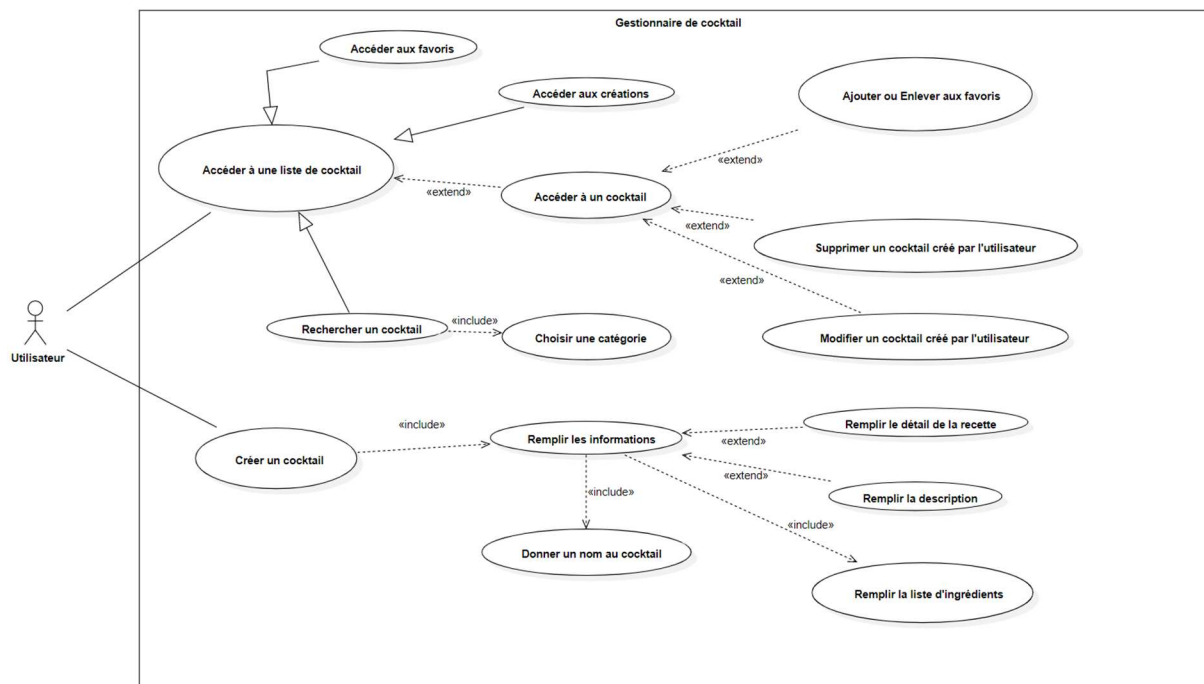 Gestionnaire de cocktail
Accéder aux favoris
Accéder aux créations
Ajouter ou Enlever aux favoris
«extend»
Accéder à une liste de cocktail
«extend»
Accéder à un cocktail
«extend»
Supprimer un cocktail créé par l'utilisateur
«extend»
Rechercher un cocktail
«include»
Choisir une catégorie
Modifier un cocktail créé par l'utilisateur
Utilisateur
«include»
Remplir le détail de la recette
Remplir les informations
«extend»
Créer un cocktail
«extend»
«include»
Remplir la description
«include»
Donner un nom au cocktail
Remplir la liste d'ingrédients